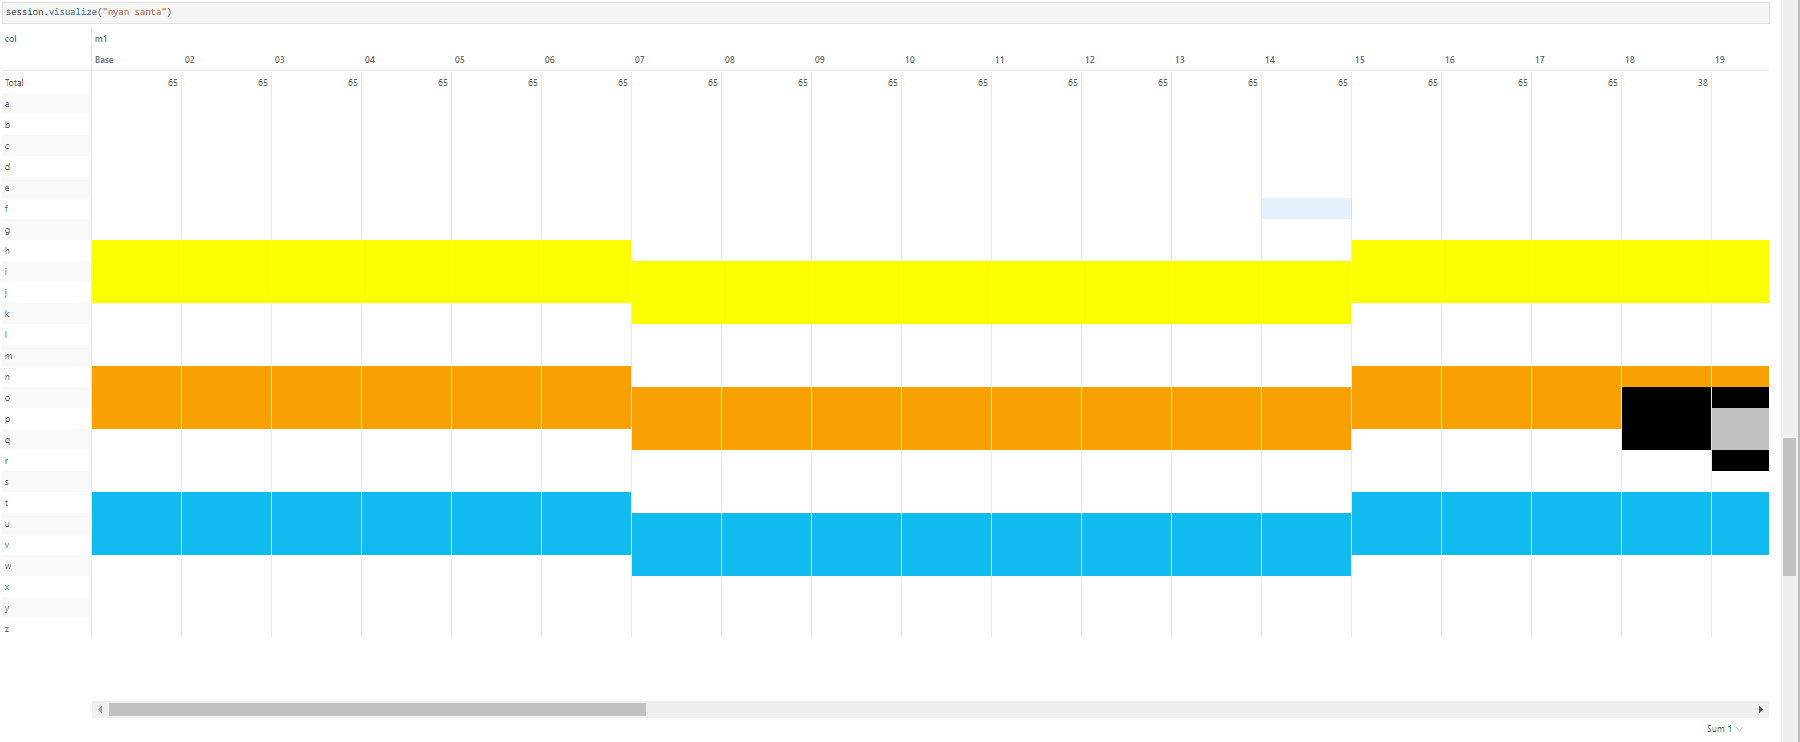 session.visualize("nyan santa")
col m1
Base 02 03 04 05 06 07 08 09 10 11 12 13 14 15 16 17 18 19
Total 65 65 65 65 65 65 65 65 65 65 65 65 65 65 65 65 65 38
a
b
c
d
e
f
g
h
i
j
k
l
m
n
o
p
q
r
s
t
u
v
w
x
y
z
Sum 1